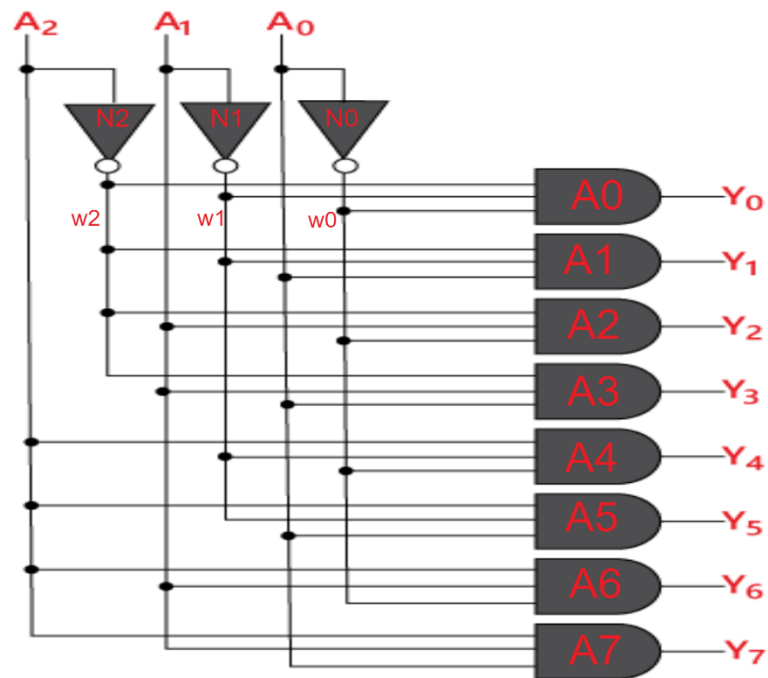 A₂ A₁ A₀
N2 N1 N0
w2 w1 w0
A0 Y₀
A1 Y₁
A2 Y₂
A3 Y₃
A4 Y₄
A5 Y₅
A6 Y₆
A7 Y₇